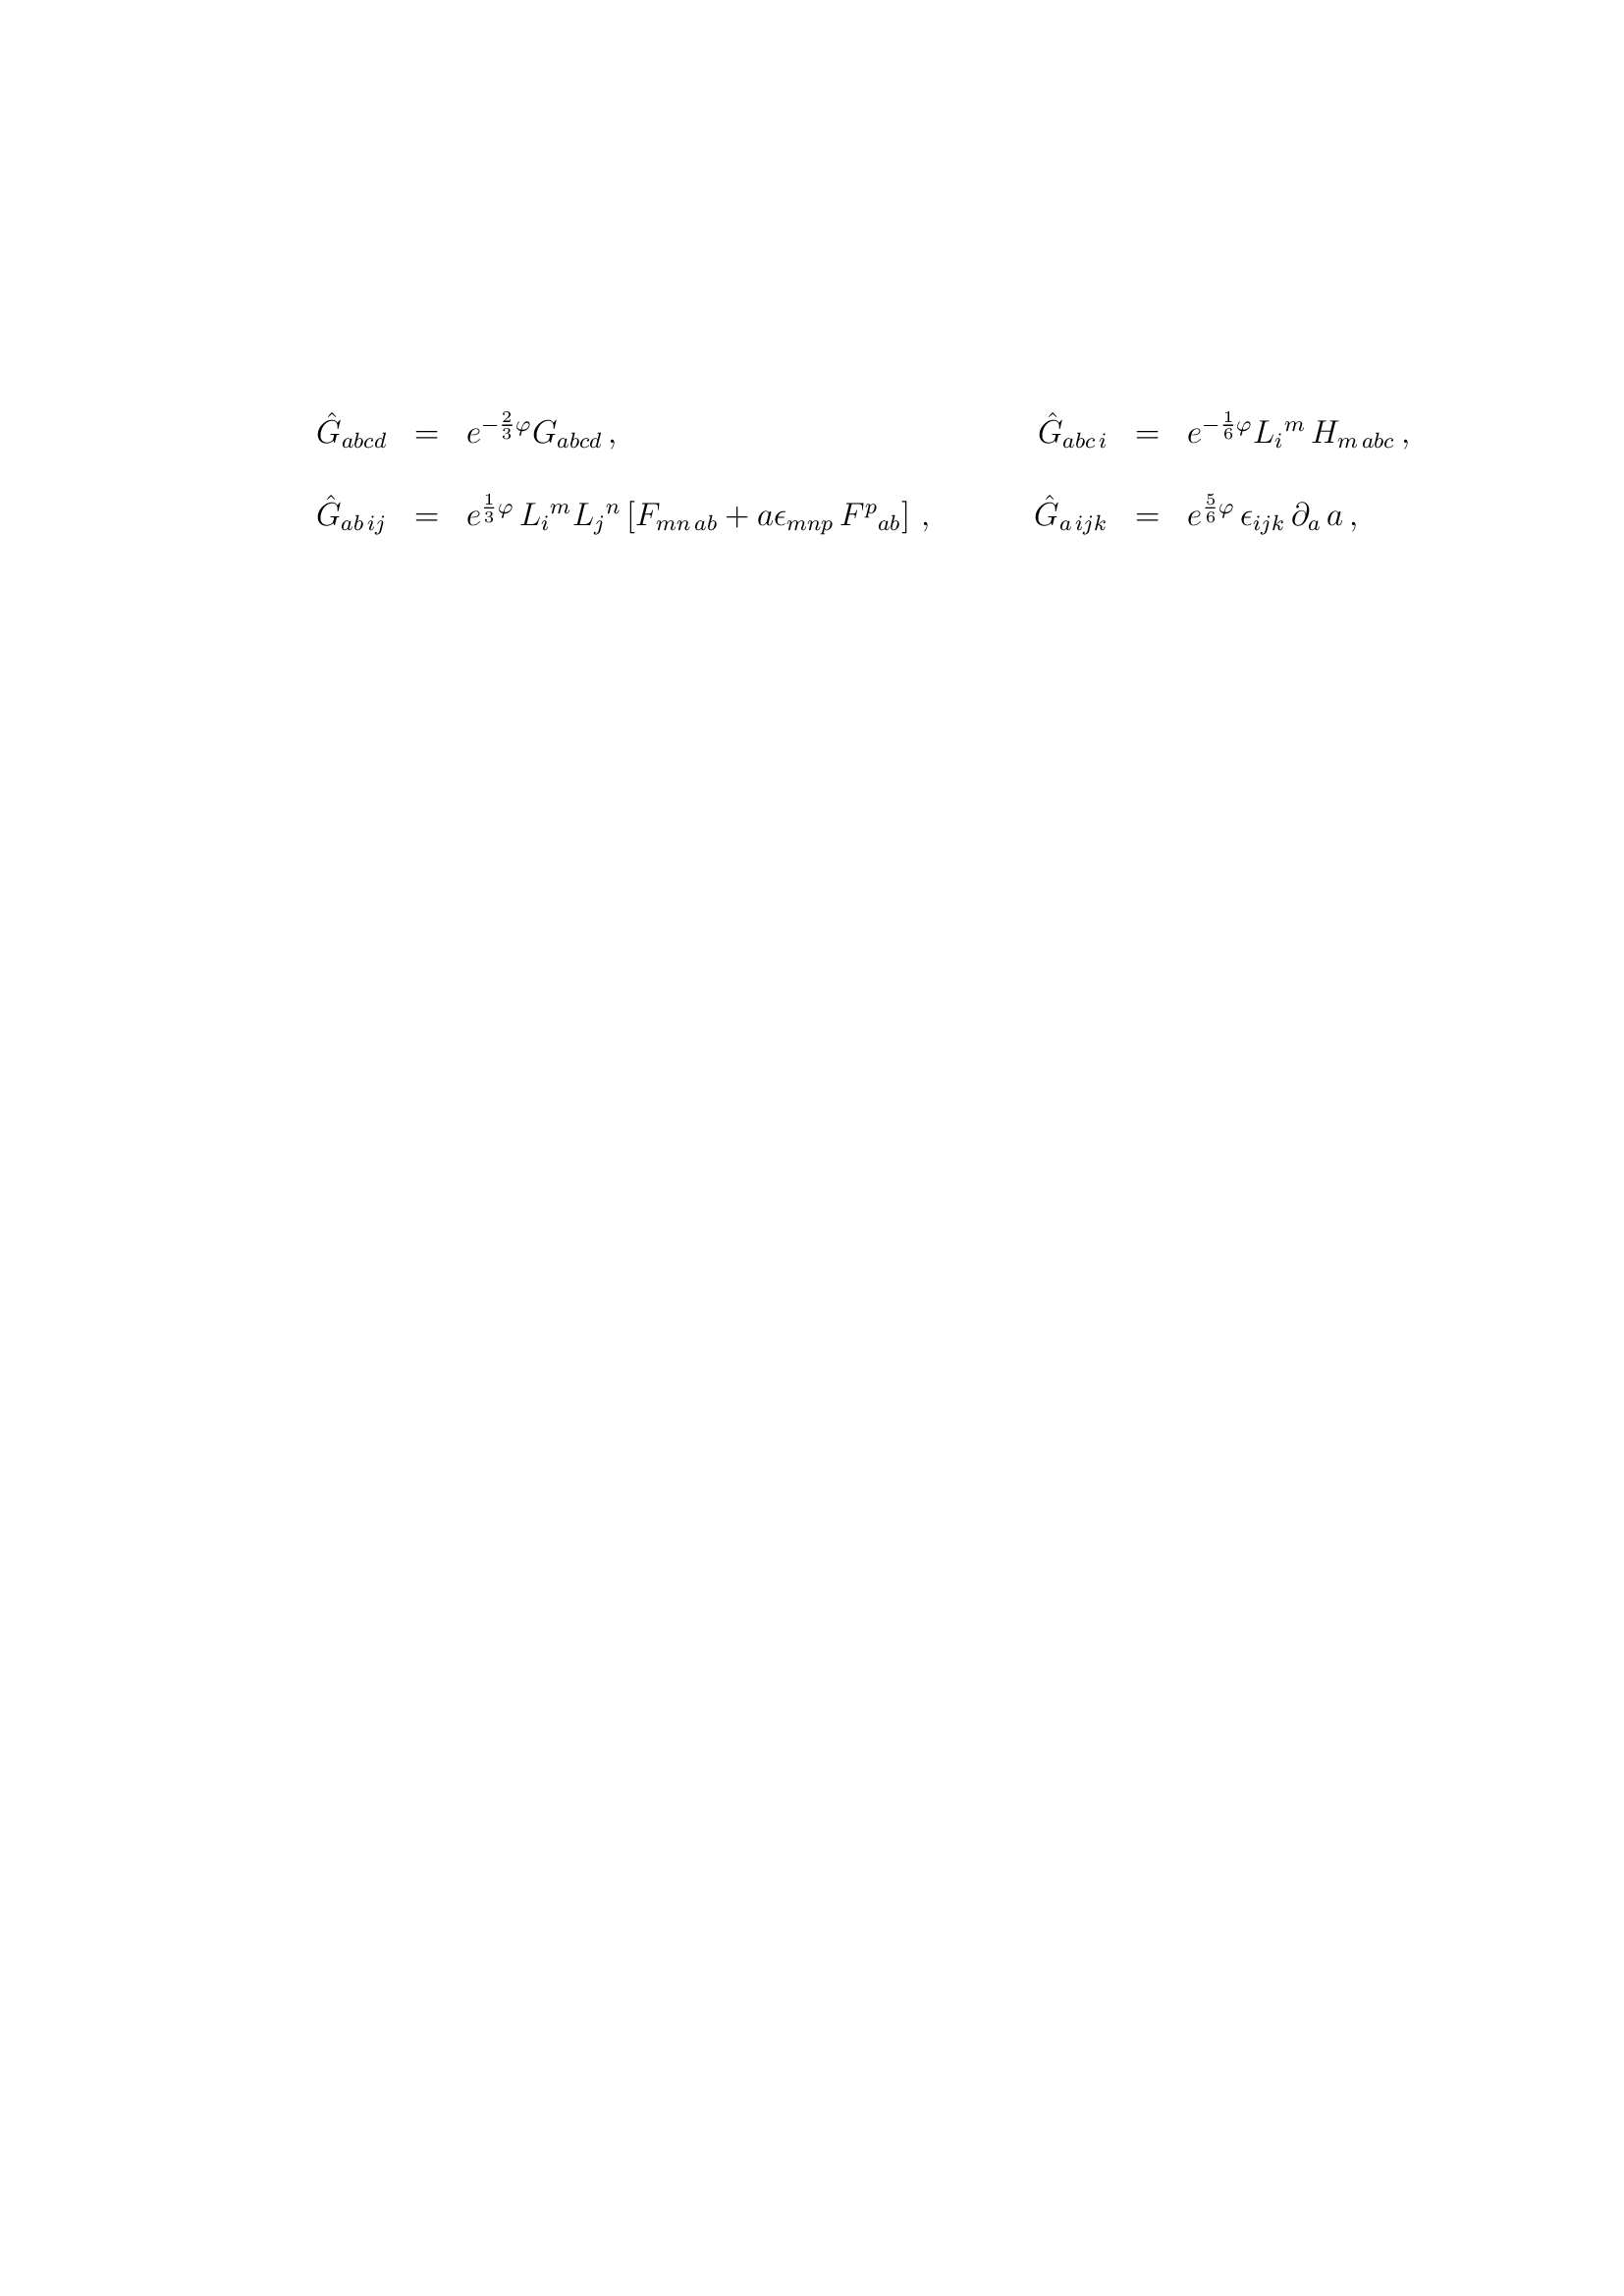 $\hat{G}_{abcd} = e^{-\frac{2}{3}\varphi} G_{abcd}\,, \qquad \hat{G}_{abc\,i} = e^{-\frac{1}{6}\varphi} L_i{}^m\, H_{m\,abc}\,,$
$\hat{G}_{ab\,ij} = e^{\frac{1}{3}\varphi}\, L_i{}^m L_j{}^n \left[ F_{mn\,ab} + a\epsilon_{mnp}\, F^p{}_{ab} \right]\,, \qquad \hat{G}_{a\,ijk} = e^{\frac{5}{6}\varphi}\, \epsilon_{ijk}\, \partial_a\, a\,,$